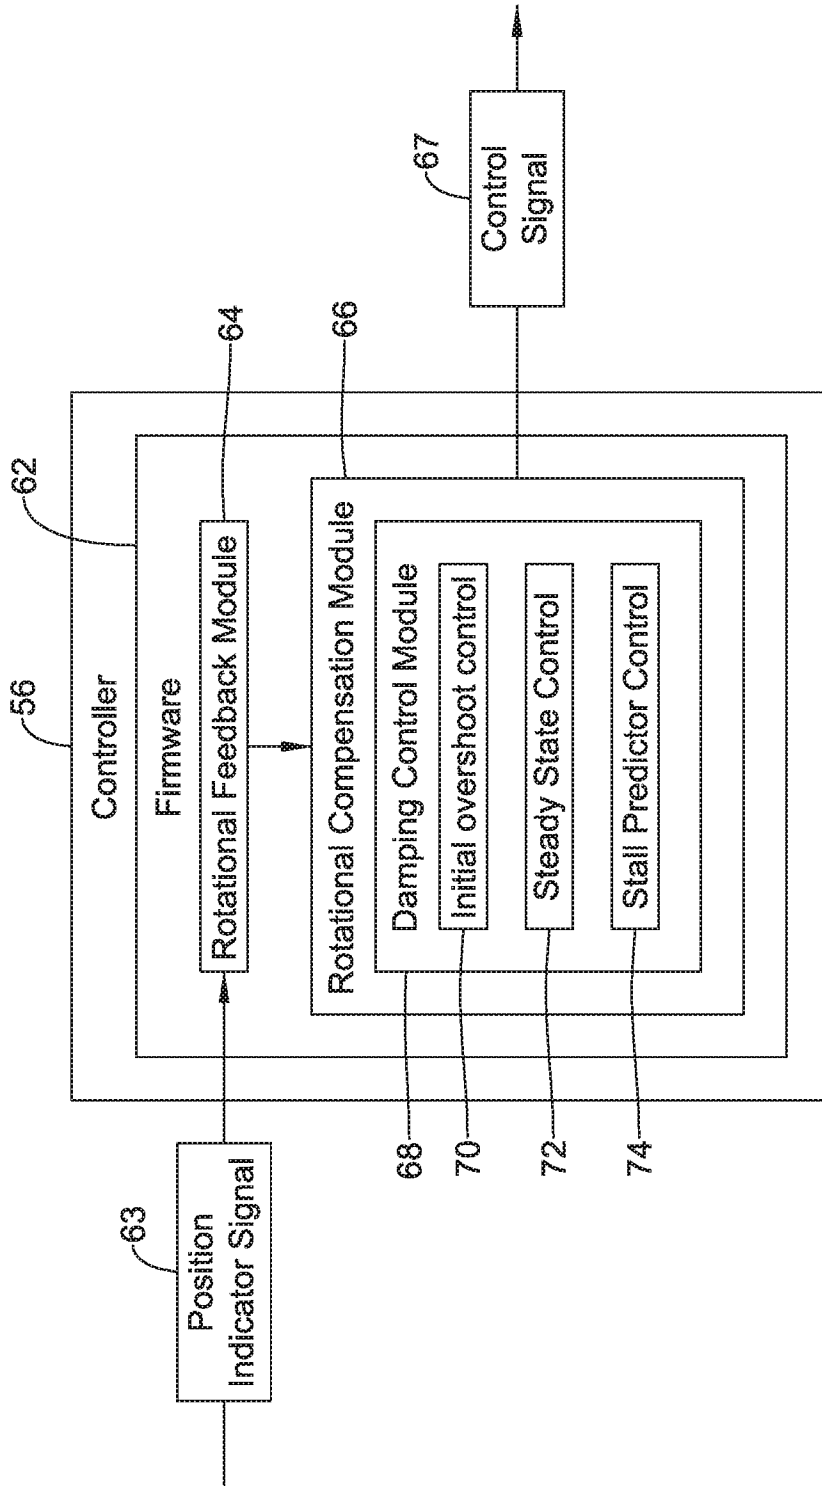 56
Controller
62
Firmware
64
Rotational Feedback Module
63
Position
Indicator Signal
66
Rotational Compensation Module
67
Control
Signal
68
Damping Control Module
70
Initial overshoot control
72
Steady State Control
74
Stall Predictor Control